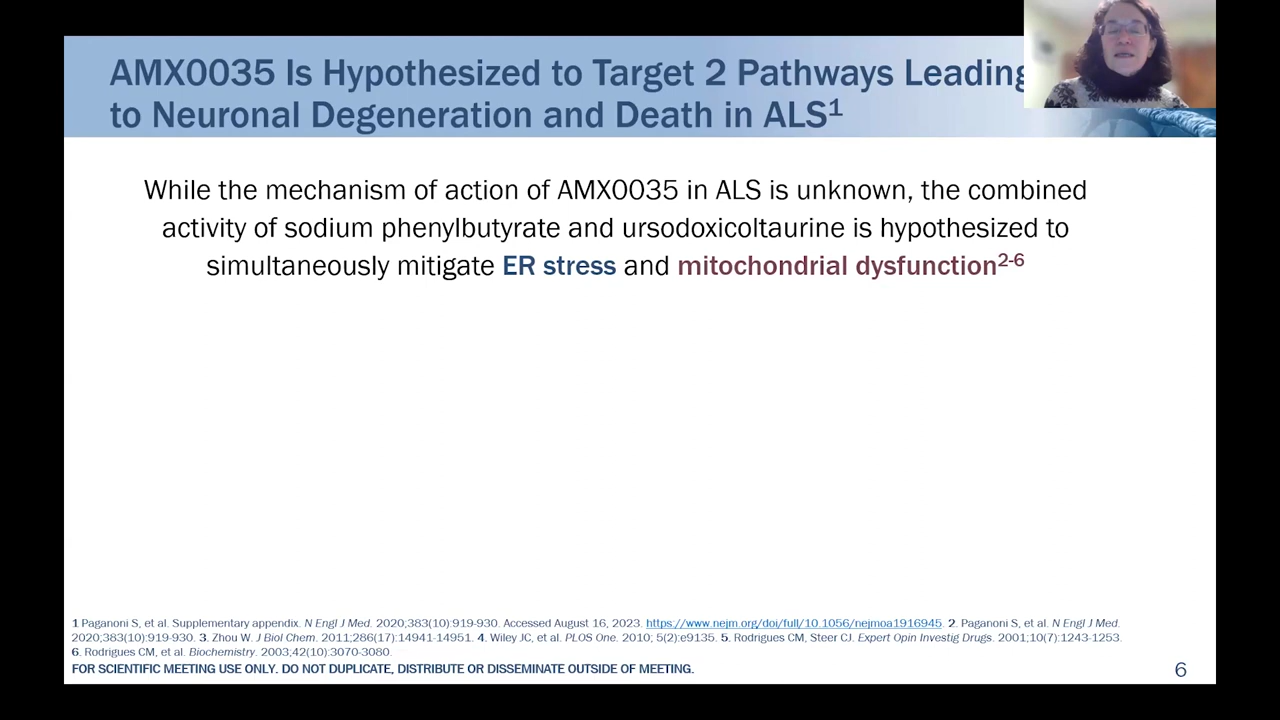 AMX0035 Is Hypothesized to Target 2 Pathways Leading
to Neuronal Degeneration and Death in ALS1
While the mechanism of action of AMX0035 in ALS is unknown, the combined
activity of sodium phenylbutyrate and ursodoxicoltaurine is hypothesized to
simultaneously mitigate ER stress and mitochondrial dysfunction2-6
1 Paganoni S, et al. Supplementary appendix. N Engl J Med. 2020;383(10):919-930. Accessed August 16, 2023. https://www.nejm.org/doi/full/10.1056/nejmoa1916945. 2. Paganoni S, et al. N Engl J Med.
2020;383(10):919-930. 3. Zhou W. J Biol Chem. 2011;286(17):14941-14951. 4. Wiley JC, et al. PLOS One. 2010; 5(2):e9135. 5. Rodrigues CM, Steer CJ. Expert Opin Investig Drugs. 2001;10(7):1243-1253.
6. Rodrigues CM, et al. Biochemistry. 2003;42(10):3070-3080.
FOR SCIENTIFIC MEETING USE ONLY. DO NOT DUPLICATE, DISTRIBUTE OR DISSEMINATE OUTSIDE OF MEETING.
6